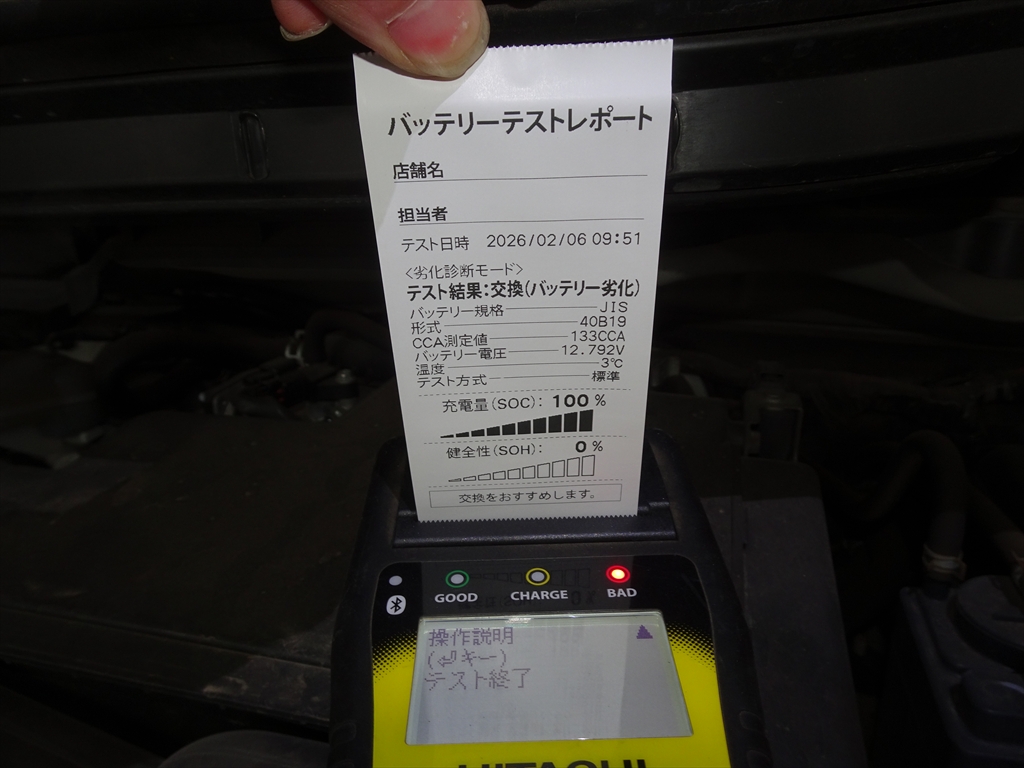 バッテリーテストレポート
店舗名
担当者
テスト日時 2026/02/06 09:51
<劣化診断モード>
テスト結果:交換(バッテリー劣化)
バッテリー規格 JIS
形式 40B19
CCA測定値 133CCA
バッテリー電圧 12.792V
温度 3℃
テスト方式 標準
充電量(SOC): 100 %
健全性(SOH): 0 %
交換をおすすめします。
GOOD CHARGE BAD
操作説明
(⏎キー)
テスト終了
HITACHI